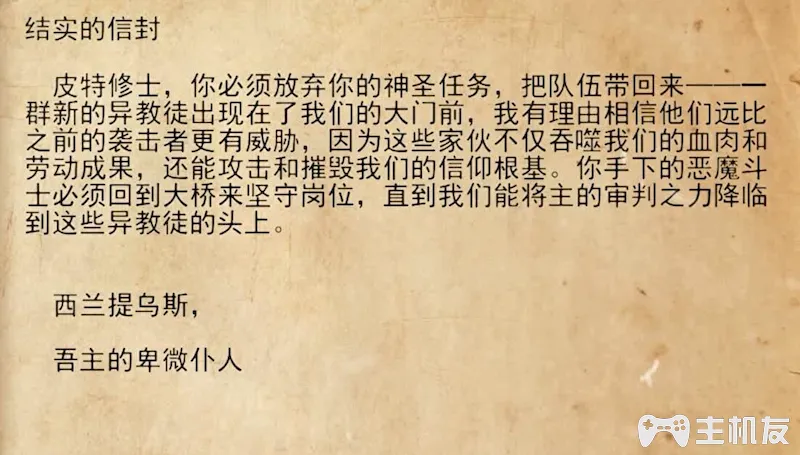 结实的信封
皮特修士，你必须放弃你的神圣任务，把队伍带回来——一
群新的异教徒出现在了我们的大门前，我有理由相信他们远比
之前的袭击者更有威胁，因为这些家伙不仅吞噬我们的血肉和
劳动成果，还能攻击和摧毁我们的信仰根基。你手下的恶魔斗
士必须回到大桥来坚守岗位，直到我们能将主的审判之力降临
到这些异教徒的头上。
西兰提乌斯，
吾主的卑微仆人
主机友